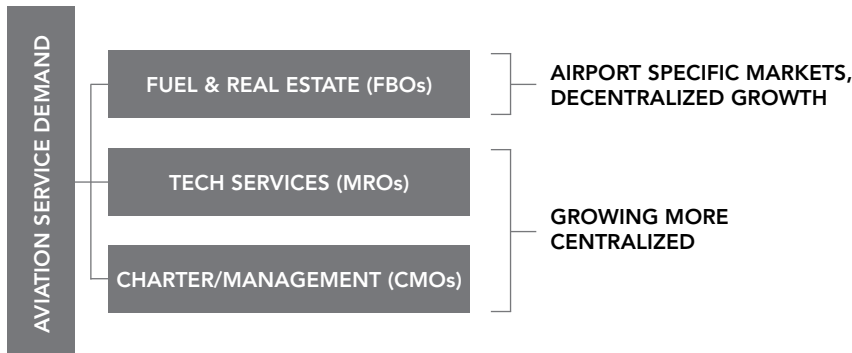 AVIATION SERVICE DEMAND
FUEL & REAL ESTATE (FBOs)
AIRPORT SPECIFIC MARKETS,
DECENTRALIZED GROWTH
TECH SERVICES (MROs)
CHARTER/MANAGEMENT (CMOs)
GROWING MORE
CENTRALIZED